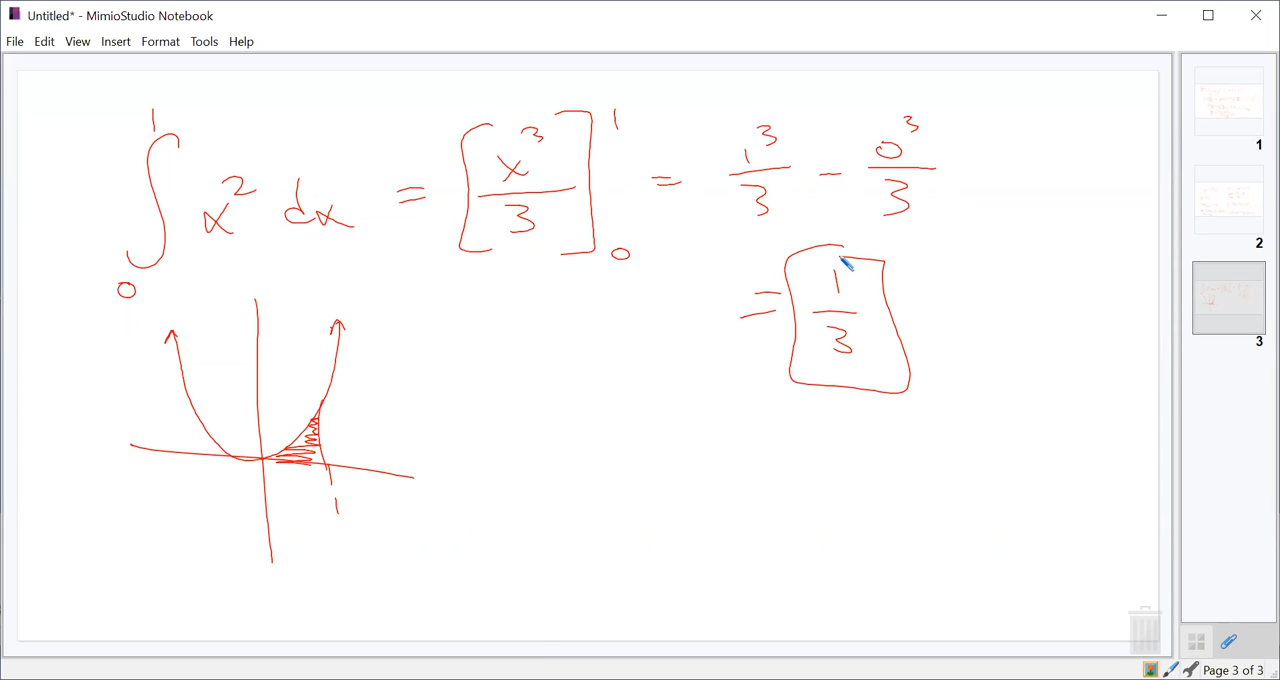 Untitled* - MimioStudio Notebook
File Edit View Insert Format Tools Help
∫₀¹ x² dx = [x³/3]₀¹ = 1³/3 - 0³/3
= 1/3
1
1
2
3
Page 3 of 3